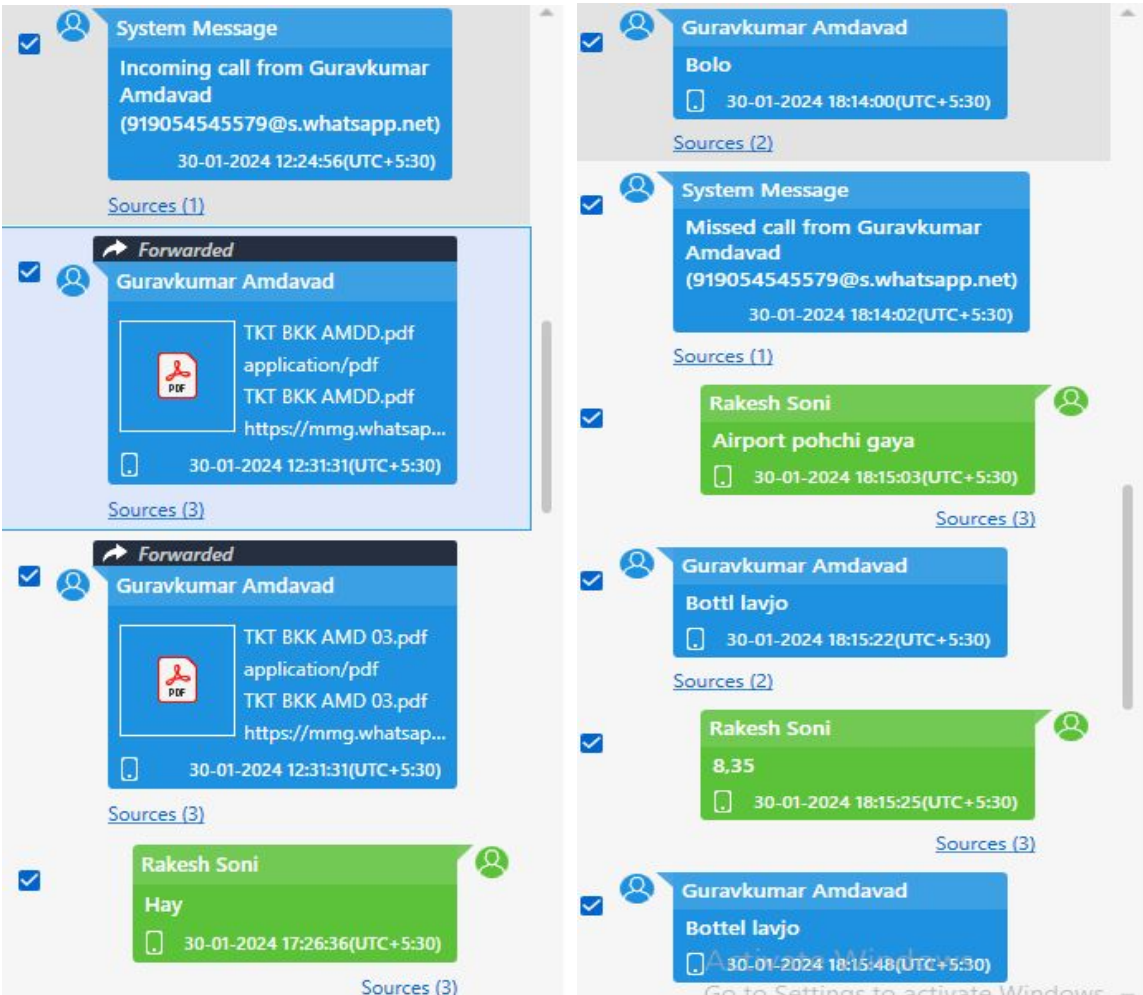 System Message
Incoming call from Guravkumar
Amdavad
(919054545579@s.whatsapp.net)
30-01-2024 12:24:56(UTC+5:30)
Sources (1)
Forwarded
Guravkumar Amdavad
TKT BKK AMDD.pdf
application/pdf
TKT BKK AMDD.pdf
https://mmg.whatsap...
PDF
30-01-2024 12:31:31(UTC+5:30)
Sources (3)
Forwarded
Guravkumar Amdavad
TKT BKK AMD 03.pdf
application/pdf
TKT BKK AMD 03.pdf
https://mmg.whatsap...
PDF
30-01-2024 12:31:31(UTC+5:30)
Sources (3)
Rakesh Soni
Hay
30-01-2024 17:26:36(UTC+5:30)
Sources (3)
Guravkumar Amdavad
Bolo
30-01-2024 18:14:00(UTC+5:30)
Sources (2)
System Message
Missed call from Guravkumar
Amdavad
(919054545579@s.whatsapp.net)
30-01-2024 18:14:02(UTC+5:30)
Sources (1)
Rakesh Soni
Airport pohchi gaya
30-01-2024 18:15:03(UTC+5:30)
Sources (3)
Guravkumar Amdavad
Bottl lavjo
30-01-2024 18:15:22(UTC+5:30)
Sources (2)
Rakesh Soni
8,35
30-01-2024 18:15:25(UTC+5:30)
Sources (3)
Guravkumar Amdavad
Bottel lavjo
30-01-2024 18:15:48(UTC+5:30)
Activate Windows
Go to Settings to activate Windows.